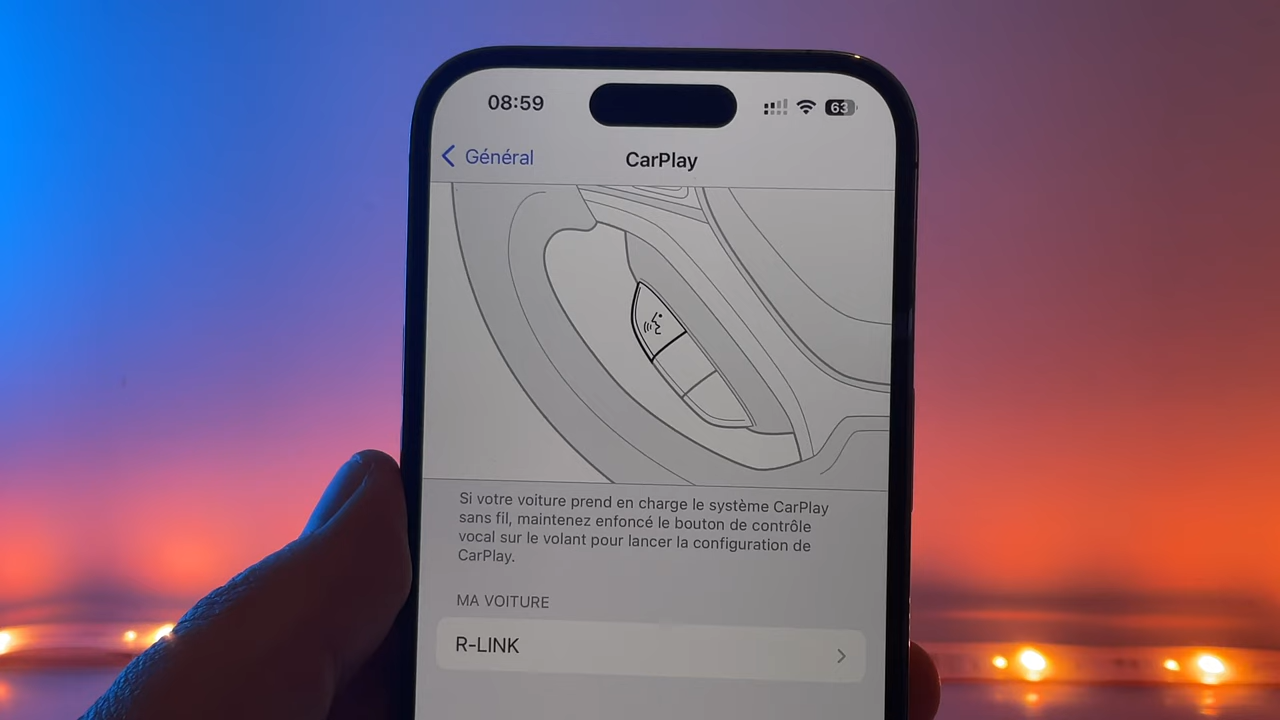 08:59
63
Général
CarPlay
Si votre voiture prend en charge le système CarPlay
sans fil, maintenez enfoncé le bouton de contrôle
vocal sur le volant pour lancer la configuration de
CarPlay.
MA VOITURE
R-LINK